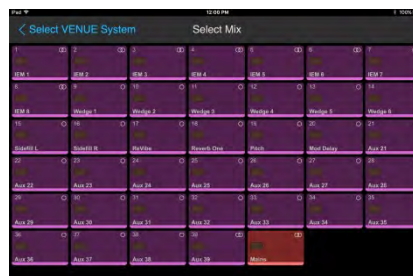 iPad 12:00 PM 100%
< Select VENUE System Select Mix
1 2 3 4 5 6 7
IEM 1 IEM 2 IEM 3 IEM 4 IEM 5 IEM 6 IEM 7
8 9 10 11 12 13 14
IEM 8 Wedge 1 Wedge 2 Wedge 3 Wedge 4 Wedge 5 Wedge 6
15 16 17 18 19 20 21
Sidefill L Sidefill R ReVibe Reverb One Pitch Mod Delay Aux 21
22 23 24 25 26 27 28
Aux 22 Aux 23 Aux 24 Aux 25 Aux 26 Aux 27 Aux 28
29 30 31 32 33 34 35
Aux 29 Aux 30 Aux 31 Aux 32 Aux 33 Aux 34 Aux 35
36 37 38 39
Aux 36 Aux 37 Aux 38 Aux 39 Mains